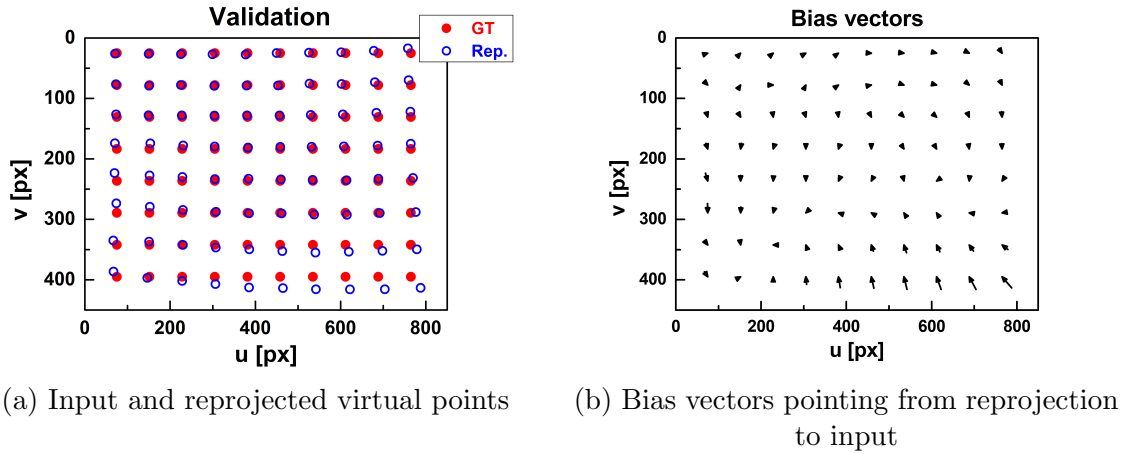 Validation
GT
Rep.
0
100
200
300
400
v [px]
0 200 400 600 800
u [px]
Bias vectors
0
100
200
300
400
v [px]
0 200 400 600 800
u [px]
(a) Input and reprojected virtual points
(b) Bias vectors pointing from reprojection
to input